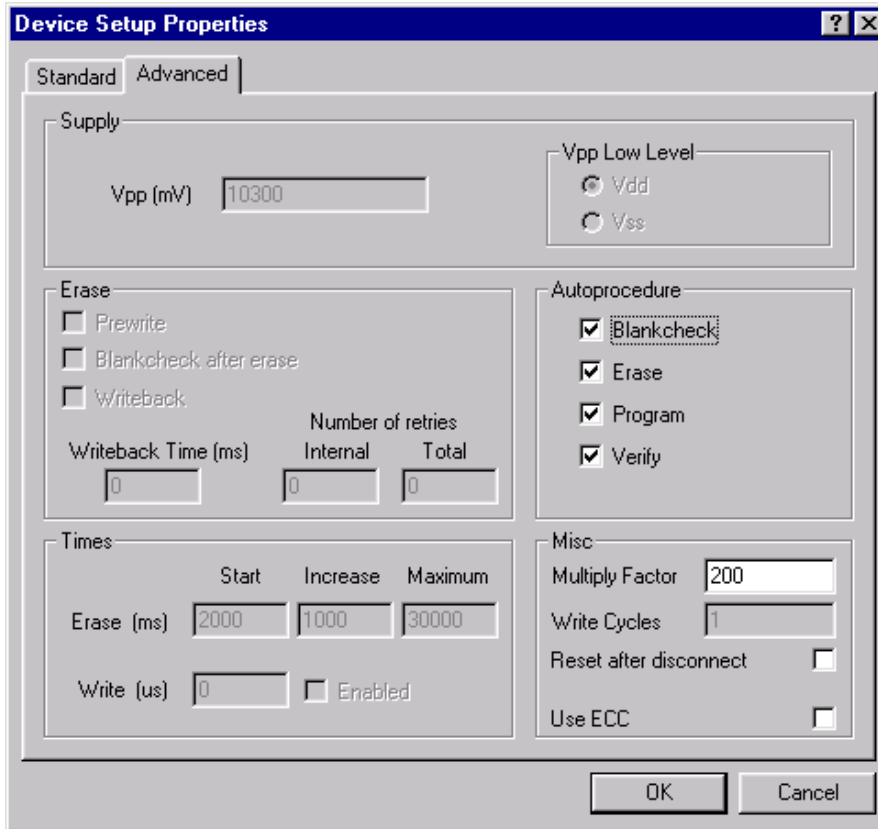 Device Setup Properties
Standard Advanced
Supply
Vpp (mV) 10300
Vpp Low Level
Vdd
Vss
Erase
Prewrite
Blankcheck after erase
Writeback
Number of retries
Writeback Time (ms) Internal Total
0 0 0
Autoprocedure
Blankcheck
Erase
Program
Verify
Times
Start Increase Maximum
Erase (ms) 2000 1000 30000
Write (us) 0 Enabled
Misc
Multiply Factor 200
Write Cycles 1
Reset after disconnect
Use ECC
OK Cancel